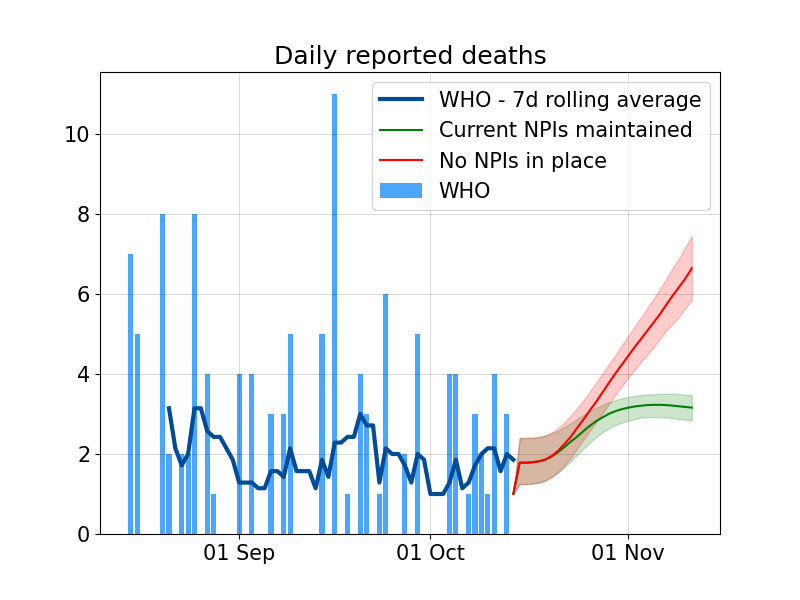 Daily reported deaths
WHO - 7d rolling average
Current NPIs maintained
No NPIs in place
WHO
10
8
6
4
2
0
01 Sep
01 Oct
01 Nov